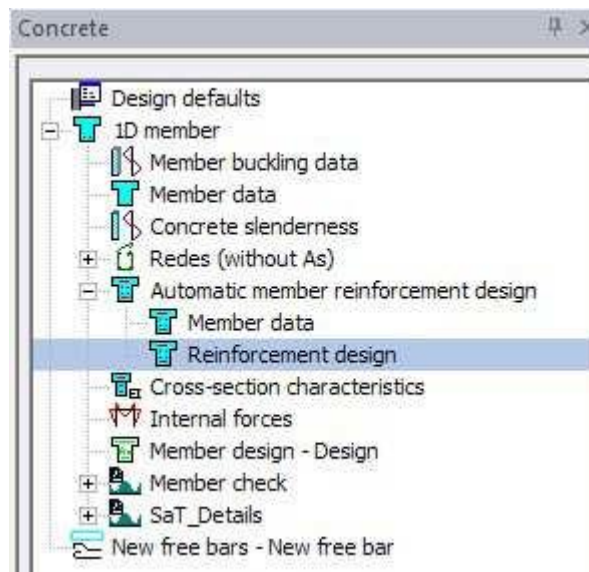 Concrete
Design defaults
1D member
Member buckling data
Member data
Concrete slenderness
Redes (without As)
Automatic member reinforcement design
Member data
Reinforcement design
Cross-section characteristics
Internal forces
Member design - Design
Member check
SaT_Details
New free bars - New free bar